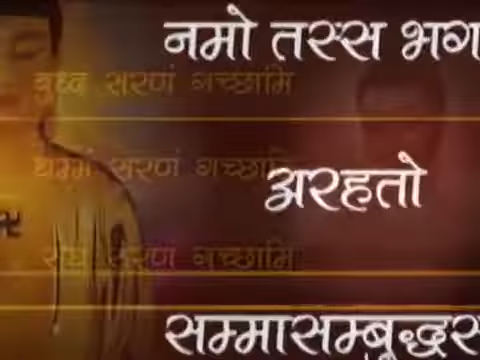 नमो तस्स भग
बुध्व सरणं गच्छामि
धम्मं सरणं गच्छामि
अरहतो
संघ सरणं गच्छामि
सम्मासम्बुद्धस